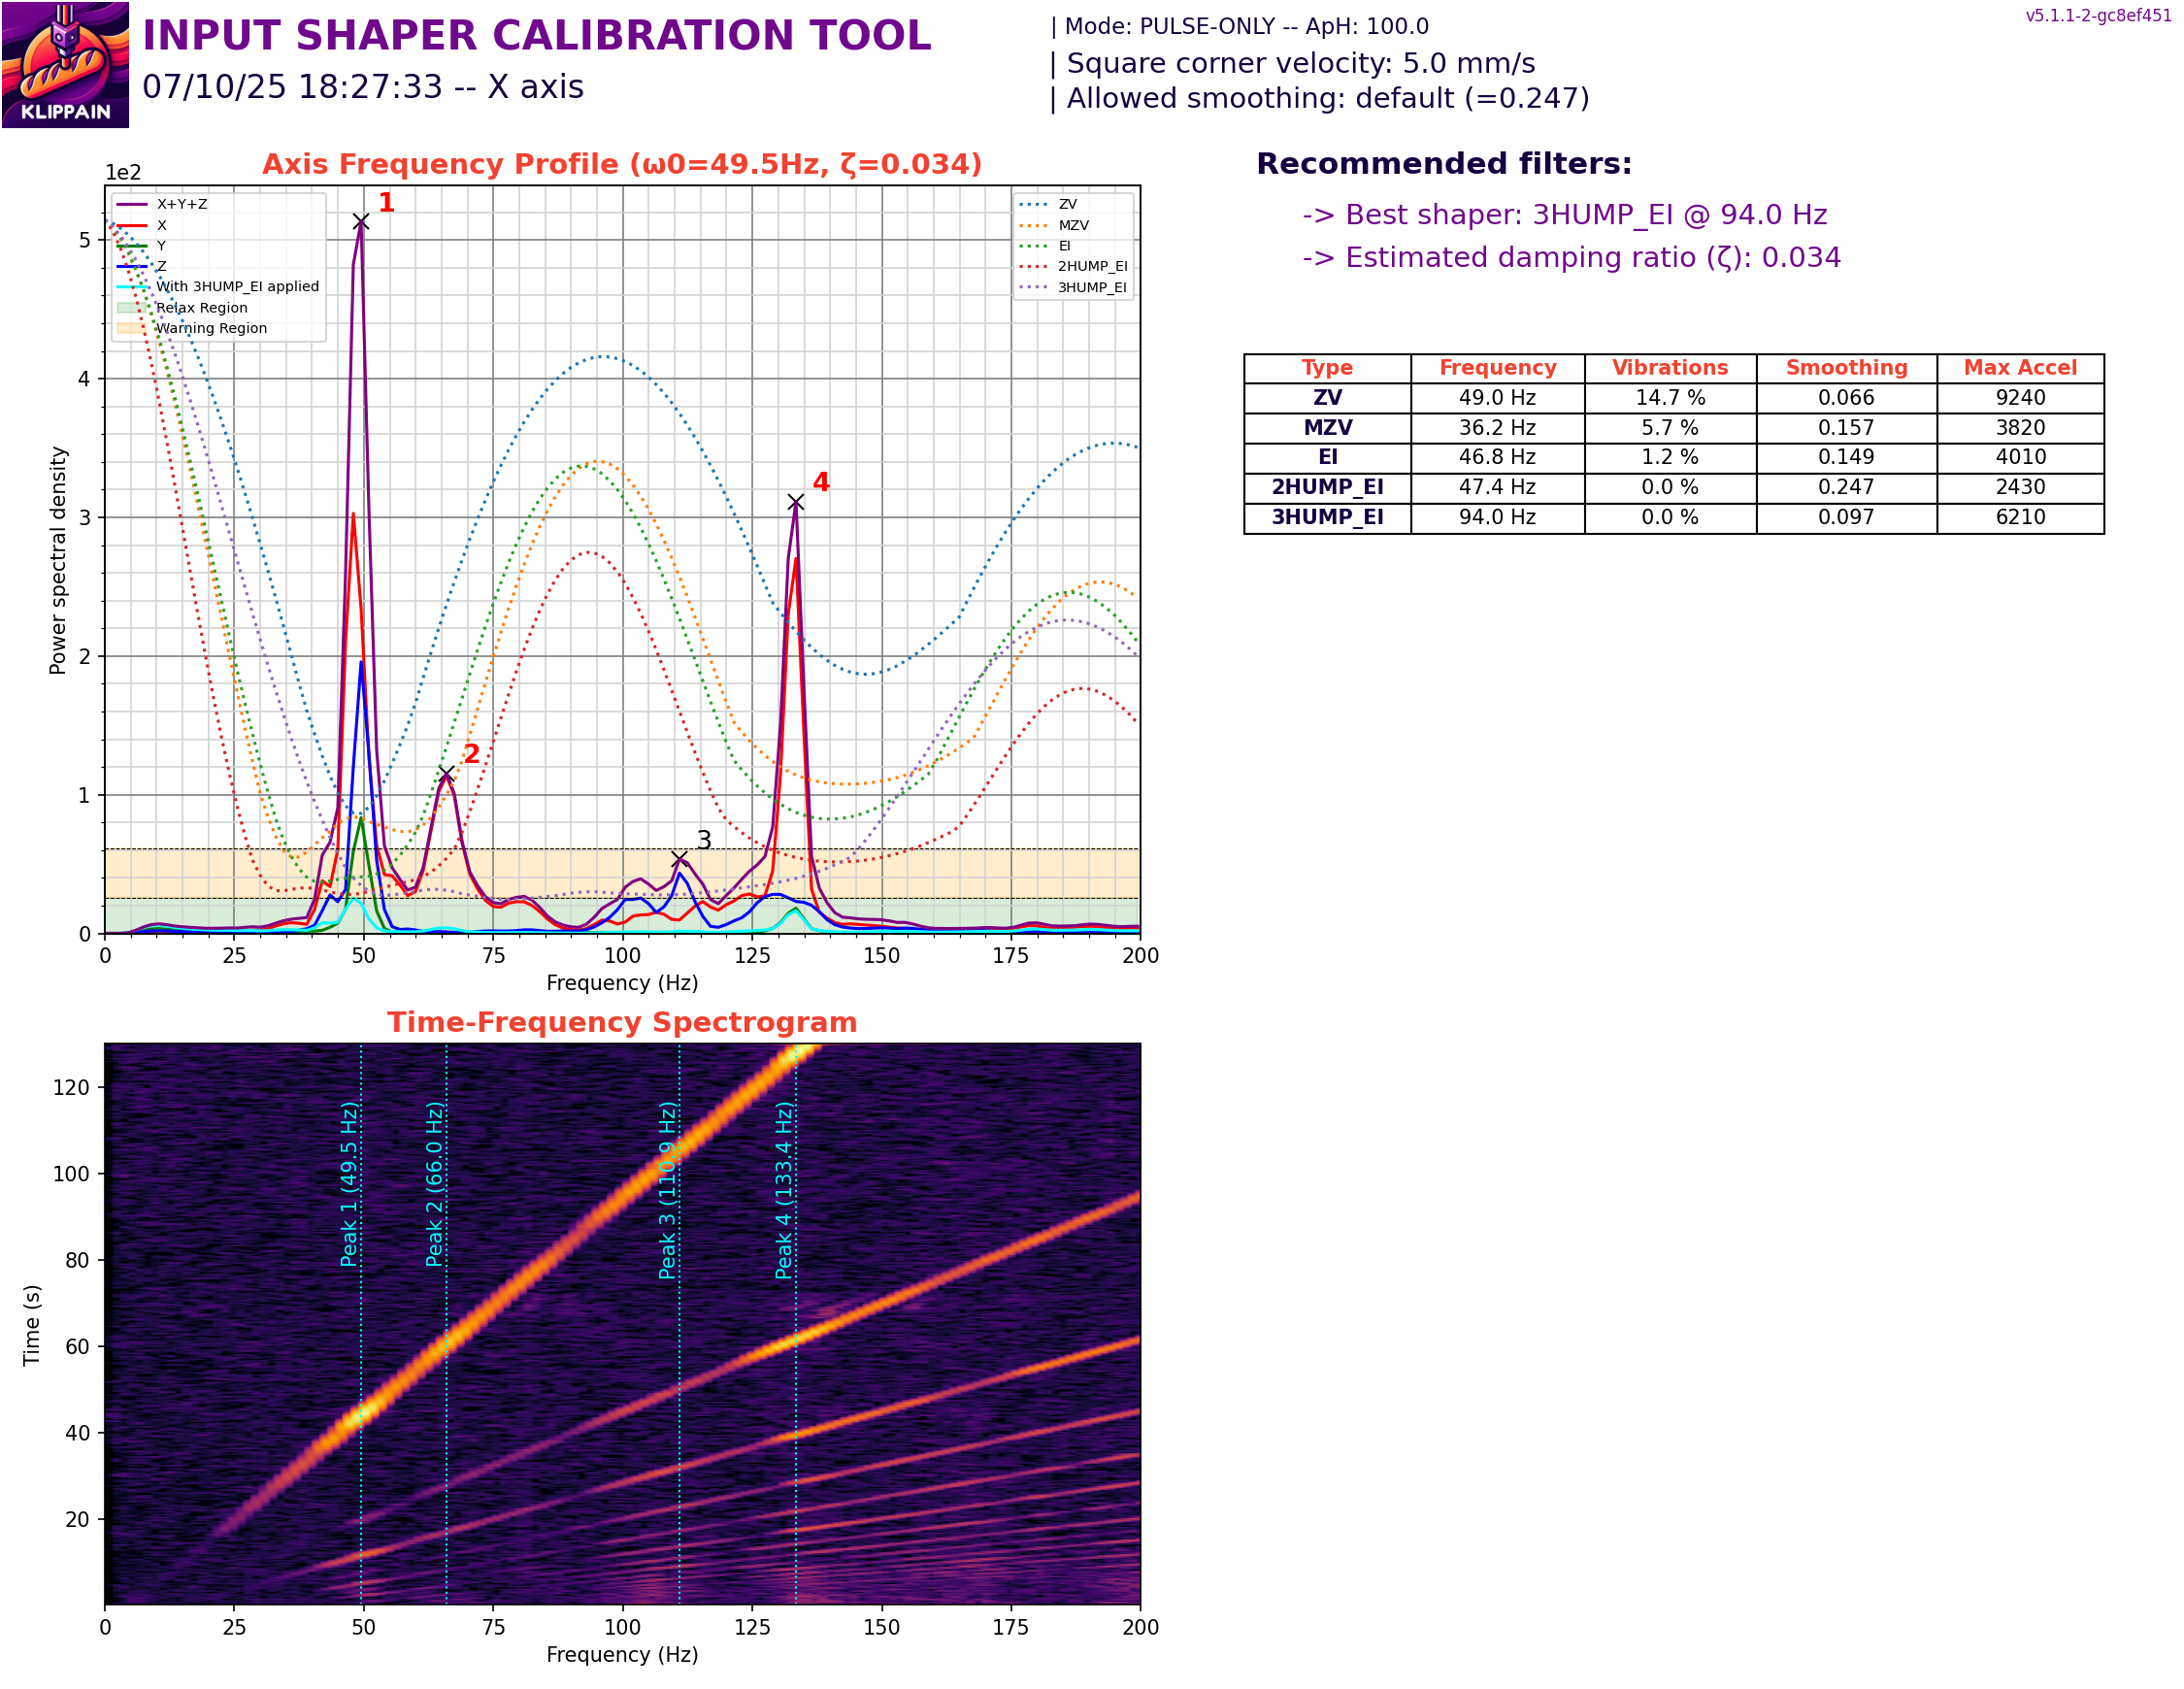 KLIPPAIN
INPUT SHAPER CALIBRATION TOOL
07/10/25 18:27:33 -- X axis
| Mode: PULSE-ONLY -- ApH: 100.0
| Square corner velocity: 5.0 mm/s
| Allowed smoothing: default (=0.247)
v5.1.1-2-gc8ef451
Axis Frequency Profile (ω0=49.5Hz, ζ=0.034)
1e2
X+Y+Z
X
Y
Z
With 3HUMP_EI applied
Relax Region
Warning Region
ZV
MZV
EI
2HUMP_EI
3HUMP_EI
1
2
3
4
Power spectral density
5
4
3
2
1
0
0 25 50 75 100 125 150 175 200
Frequency (Hz)
Recommended filters:
-> Best shaper: 3HUMP_EI @ 94.0 Hz
-> Estimated damping ratio (ζ): 0.034
Type Frequency Vibrations Smoothing Max Accel
ZV 49.0 Hz 14.7 % 0.066 9240
MZV 36.2 Hz 5.7 % 0.157 3820
EI 46.8 Hz 1.2 % 0.149 4010
2HUMP_EI 47.4 Hz 0.0 % 0.247 2430
3HUMP_EI 94.0 Hz 0.0 % 0.097 6210
Time-Frequency Spectrogram
Time (s)
120
100
80
60
40
20
Peak 1 (49.5 Hz)
Peak 2 (66.0 Hz)
Peak 3 (110.9 Hz)
Peak 4 (133.4 Hz)
0 25 50 75 100 125 150 175 200
Frequency (Hz)